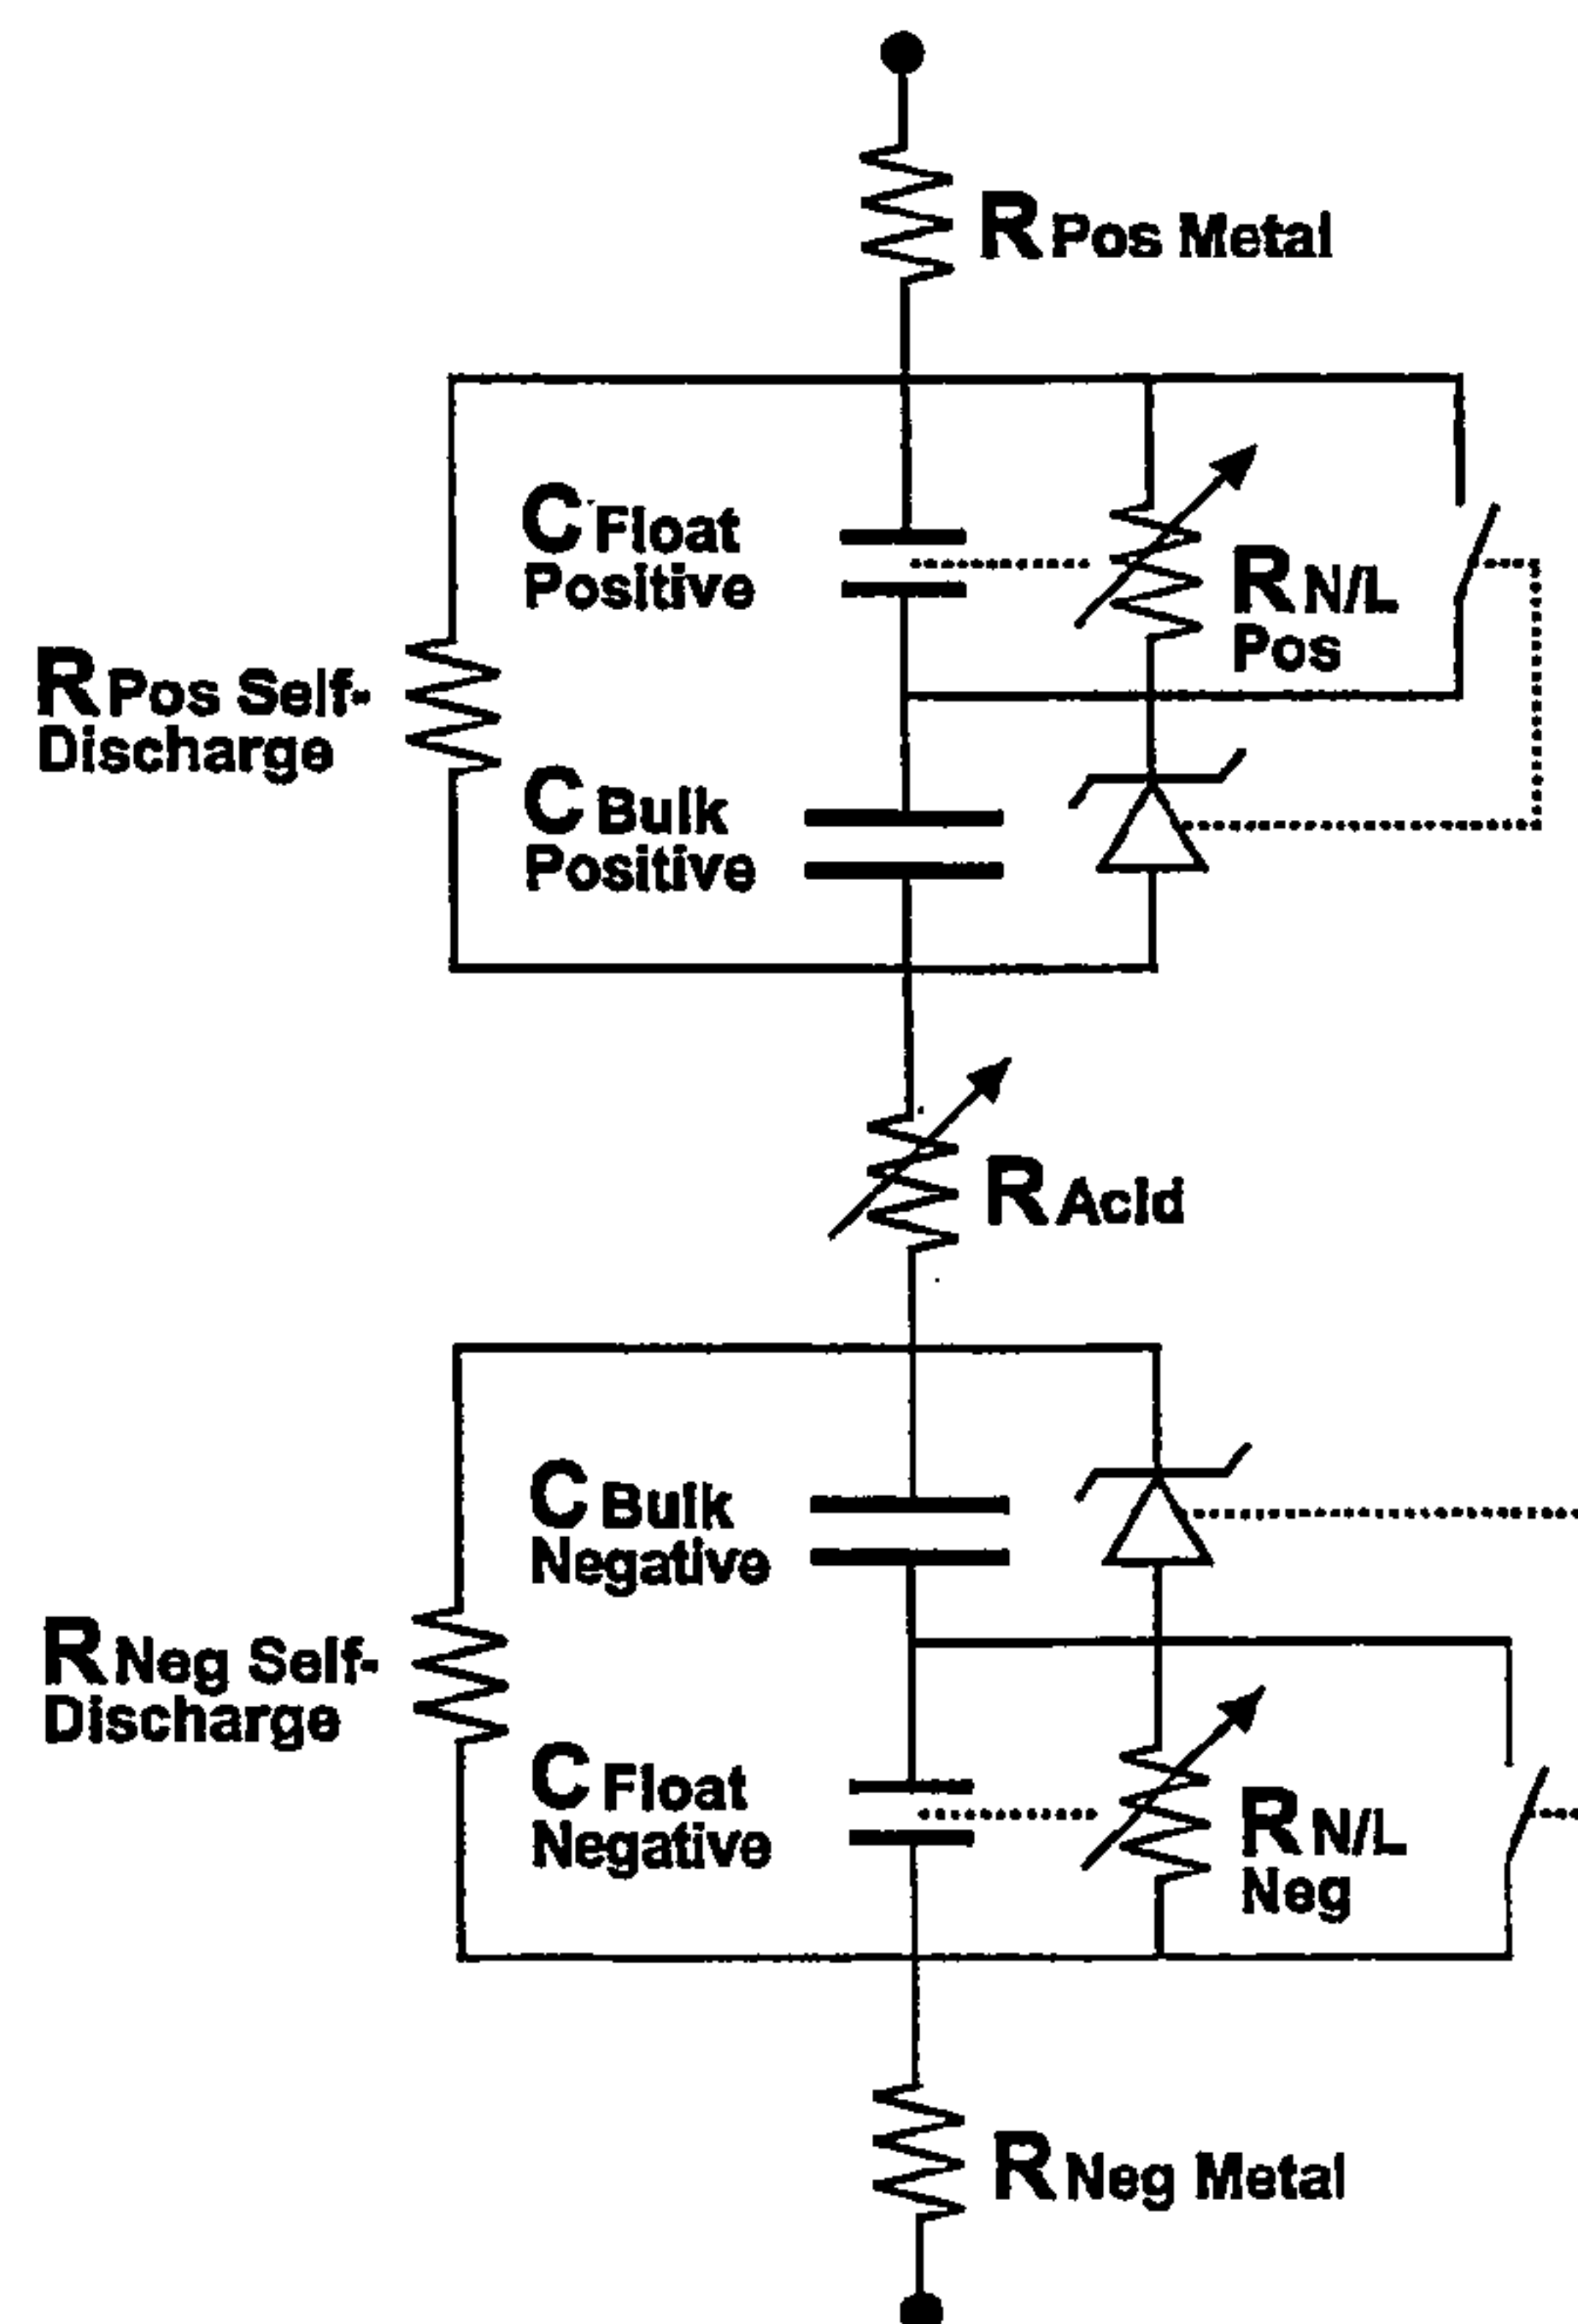 R Pos Metal
C Float
Positive
R N/L
Pos
R Pos Self-
Discharge
C Bulk
Positive
R Acid
C Bulk
Negative
R Neg Self-
Discharge
C Float
Negative
R N/L
Neg
R Neg Metal